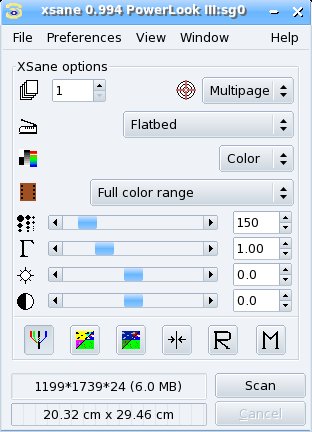 xsane 0.994 PowerLook III:sg0
File Preferences View Window Help
XSane options
1 Multipage
Flatbed
Color
Full color range
150
Γ 1.00
0.0
0.0
R M
1199*1739*24 (6.0 MB) Scan
20.32 cm x 29.46 cm Cancel